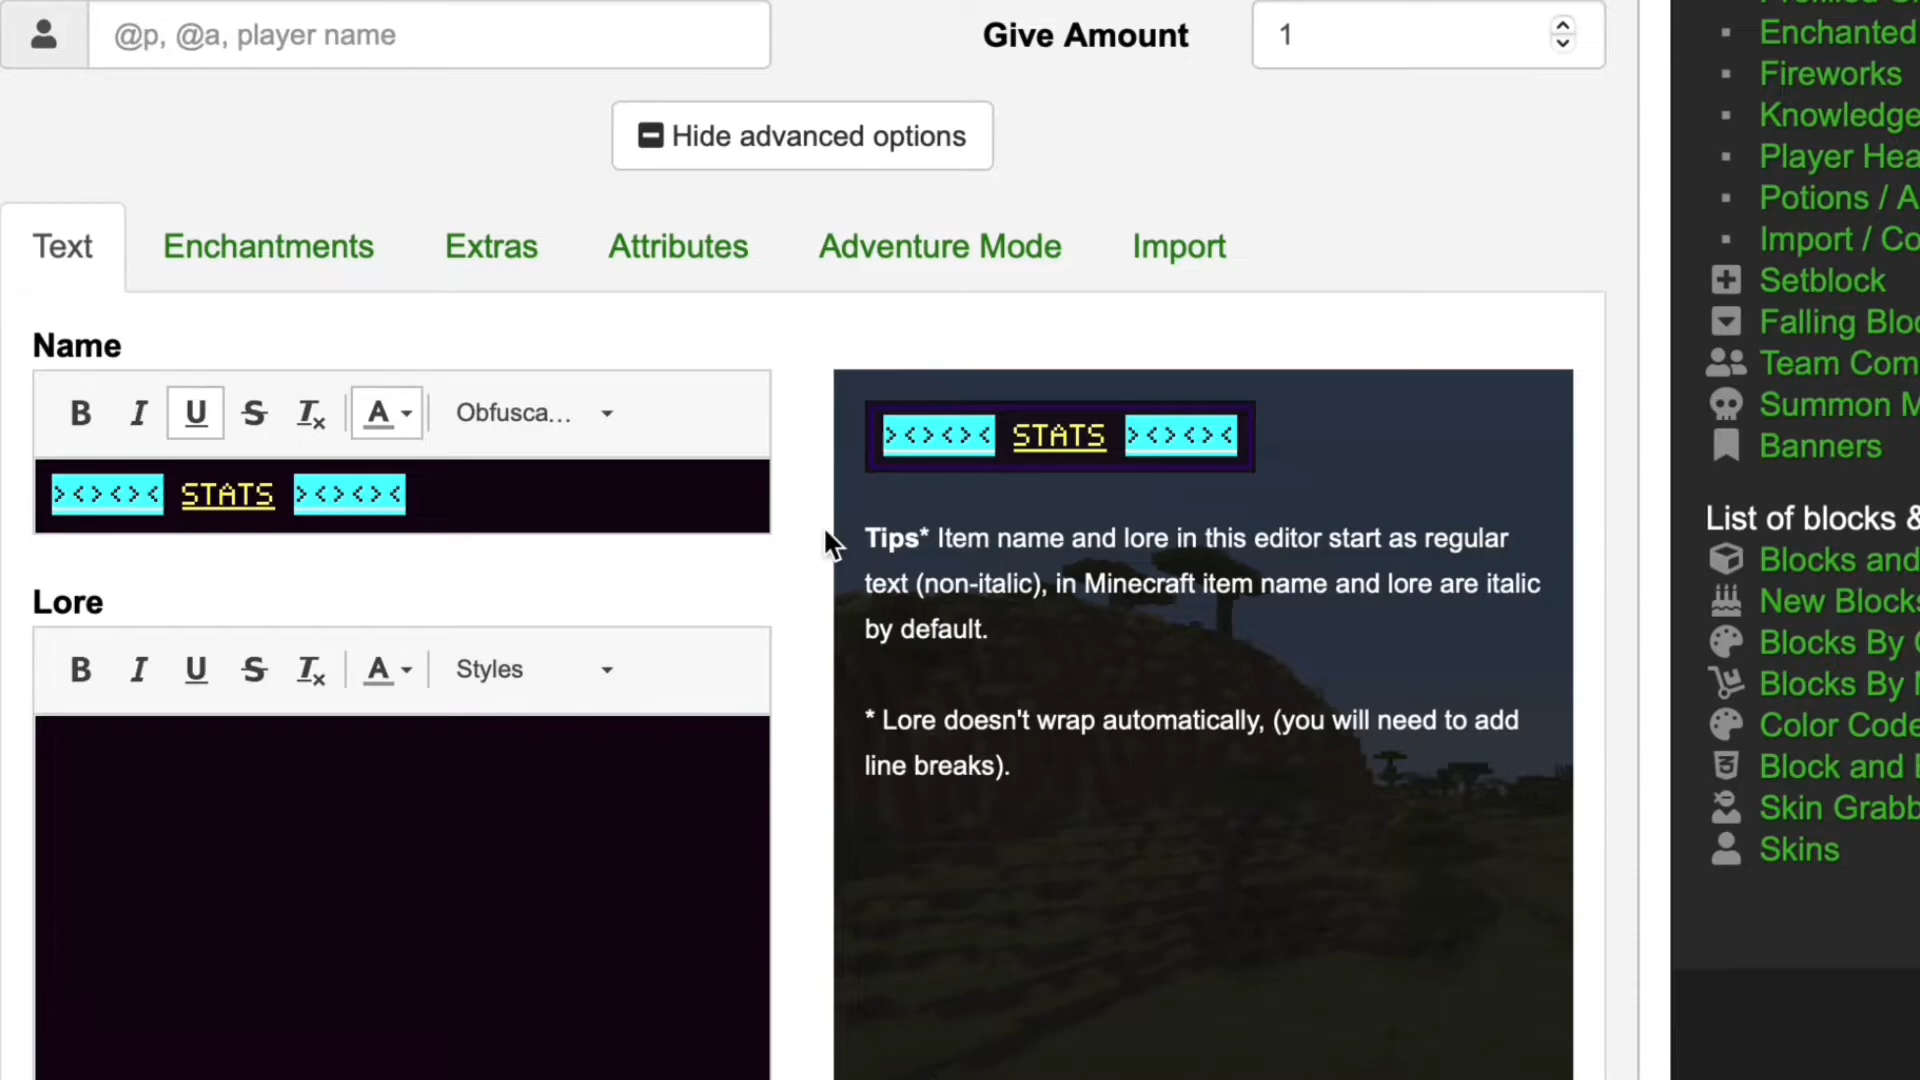 @p, @a, player name
Give Amount
1
Hide advanced options
Text
Enchantments
Extras
Attributes
Adventure Mode
Import
Name
B I U S Tx A Obfusca...
><><>< STATS ><><><
><><>< STATS ><><><
Tips* Item name and lore in this editor start as regular
text (non-italic), in Minecraft item name and lore are italic
by default.
* Lore doesn't wrap automatically, (you will need to add
line breaks).
Lore
B I U S Tx A Styles
Enchanted
Fireworks
Knowledge
Player Hea
Potions / A
Import / Co
Setblock
Falling Bloc
Team Com
Summon M
Banners
List of blocks &
Blocks and
New Blocks
Blocks By
Blocks By
Color Code
Block and
Skin Grabb
Skins